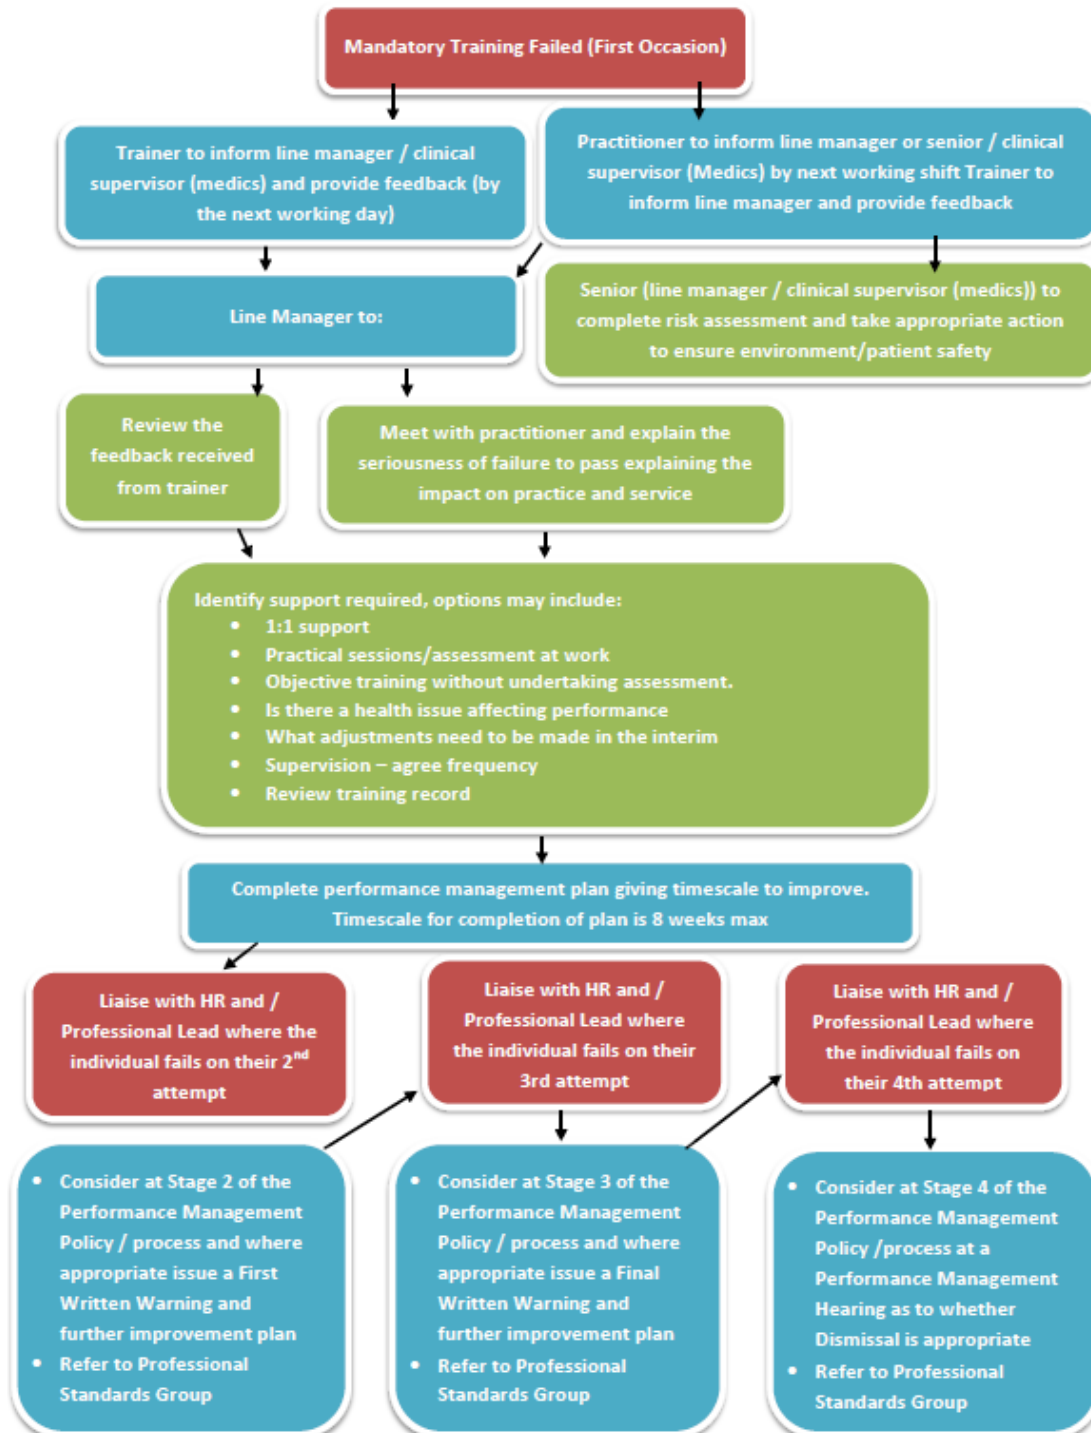 Mandatory Training Failed (First Occasion)
Trainer to inform line manager / clinical
supervisor (medics) and provide feedback (by
the next working day)
Practitioner to inform line manager or senior / clinical
supervisor (Medics) by next working shift Trainer to
inform line manager and provide feedback
Line Manager to:
Senior (line manager / clinical supervisor (medics)) to
complete risk assessment and take appropriate action
to ensure environment/patient safety
Review the
feedback received
from trainer
Meet with practitioner and explain the
seriousness of failure to pass explaining the
impact on practice and service
Identify support required, options may include:
• 1:1 support
• Practical sessions/assessment at work
• Objective training without undertaking assessment.
• Is there a health issue affecting performance
• What adjustments need to be made in the interim
• Supervision – agree frequency
• Review training record
Complete performance management plan giving timescale to improve.
Timescale for completion of plan is 8 weeks max
Liaise with HR and /
Professional Lead where the
individual fails on their 2nd
attempt
Liaise with HR and /
Professional Lead where
the individual fails on their
3rd attempt
Liaise with HR and /
Professional Lead where
the individual fails on
their 4th attempt
• Consider at Stage 2 of the
Performance Management
Policy / process and where
appropriate issue a First
Written Warning and
further improvement plan
• Refer to Professional
Standards Group
• Consider at Stage 3 of the
Performance Management
Policy / process and where
appropriate issue a Final
Written Warning and
further improvement plan
• Refer to Professional
Standards Group
• Consider at Stage 4 of the
Performance Management
Policy /process at a
Performance Management
Hearing as to whether
Dismissal is appropriate
• Refer to Professional
Standards Group